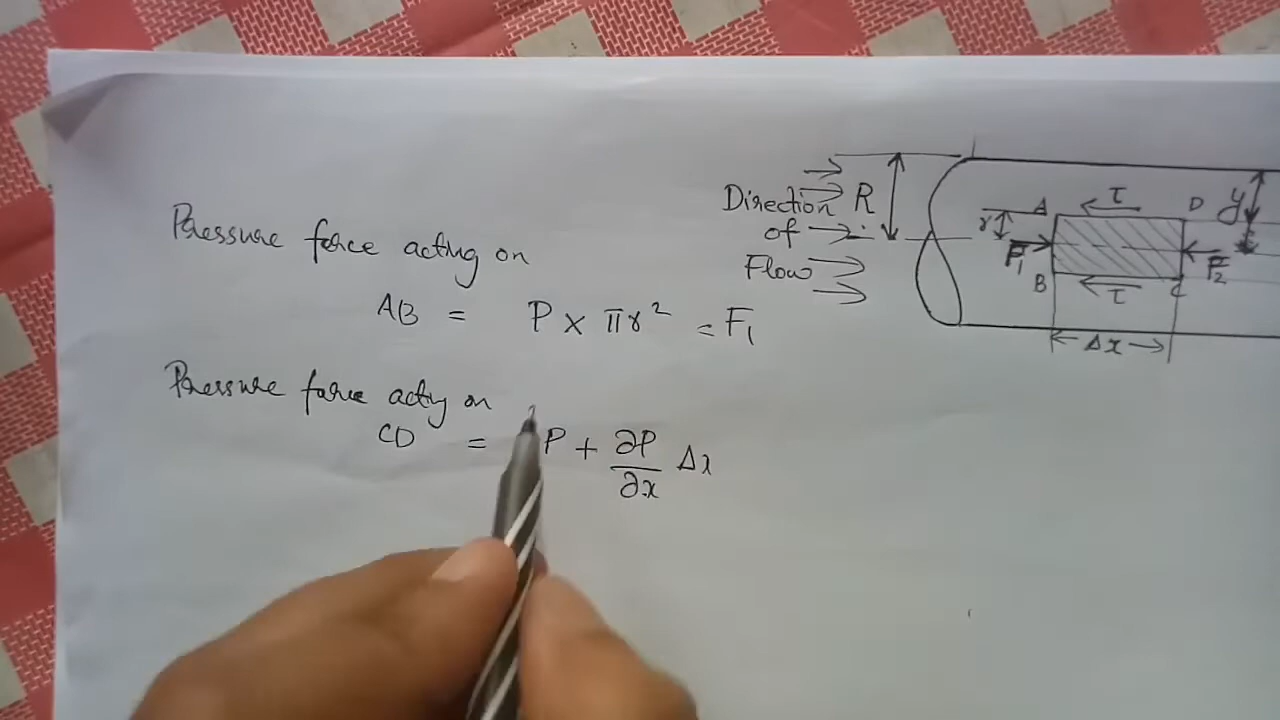 Pressure force acting on
AB = P × πr² = F₁
Pressure force acting on
CD = P + ∂P/∂x Δx
Direction
of
Flow
R
r
A
τ
D
y
F₁
F₂
B
τ
C
Δx